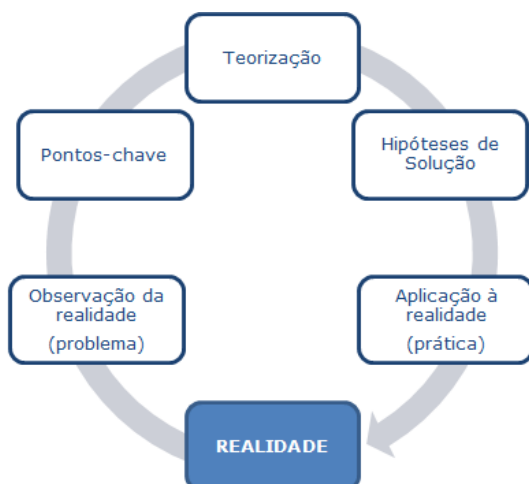 Teorização
Pontos-chave
Hipóteses de
Solução
Observação da
realidade
(problema)
Aplicação à
realidade
(prática)
REALIDADE